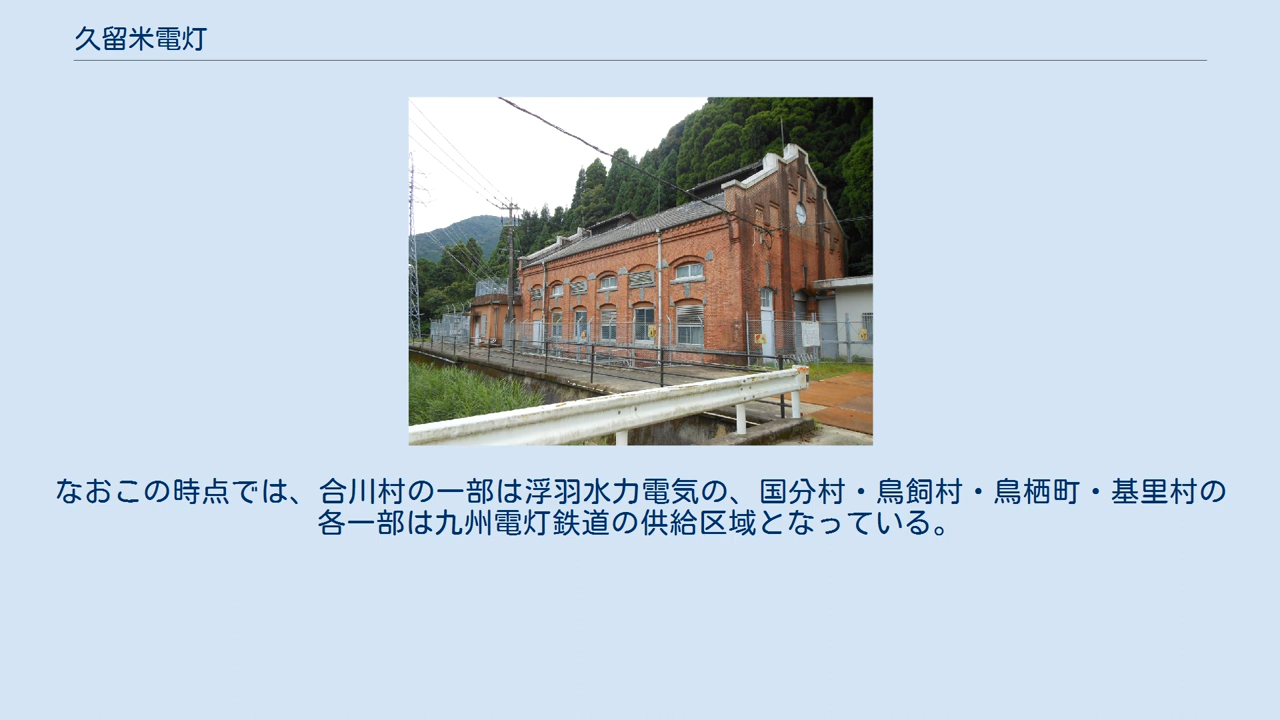 久留米電灯
なおこの時点では、合川村の一部は浮羽水力電気の、国分村・鳥飼村・鳥栖町・基里村の
各一部は九州電灯鉄道の供給区域となっている。